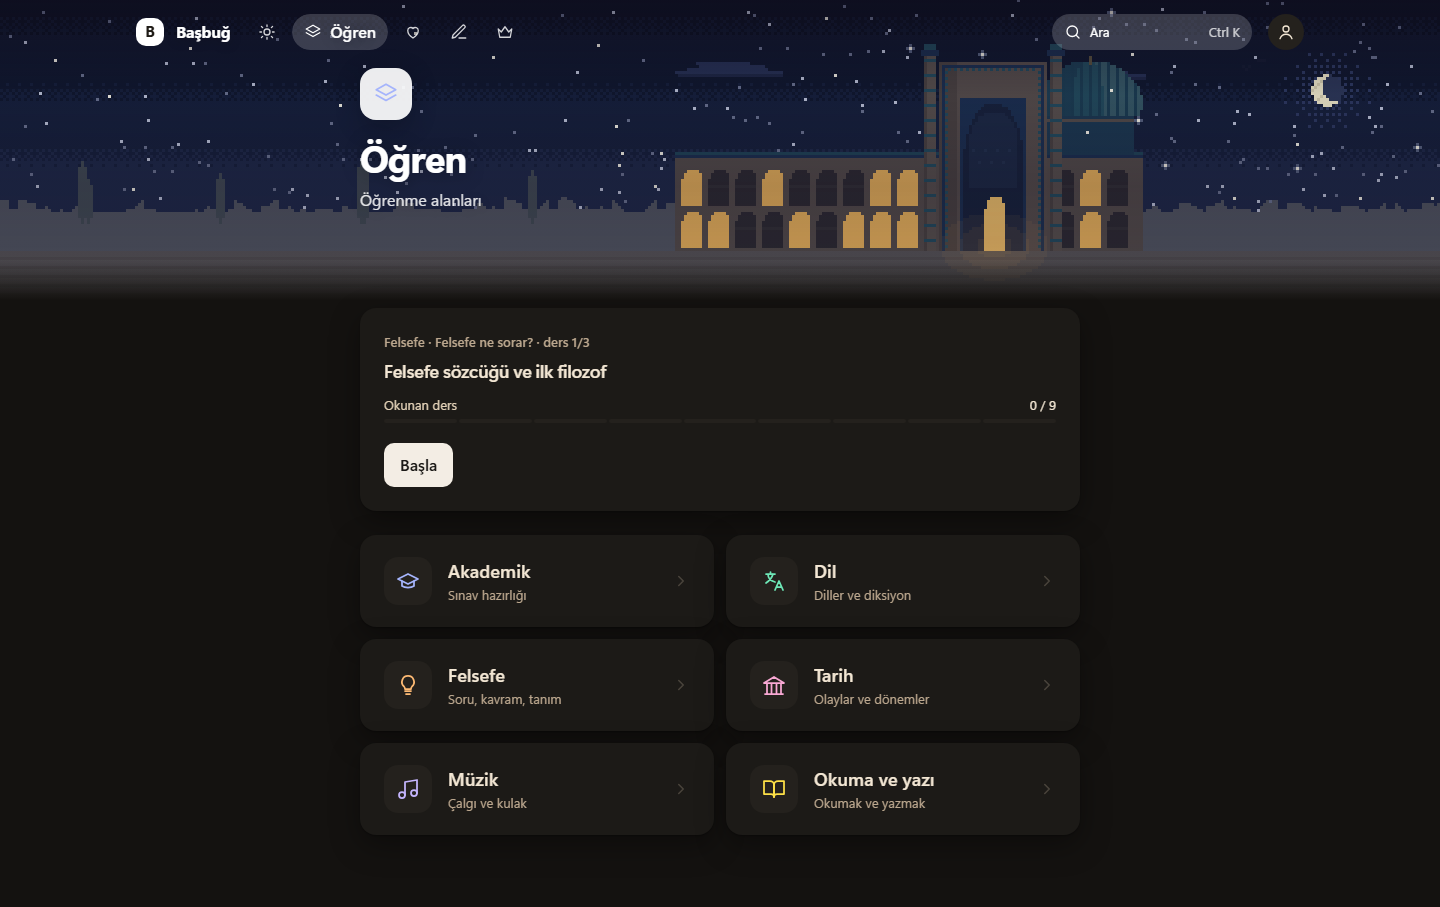 B Başbuğ Öğren Ara Ctrl K
Öğren
Öğrenme alanları
Felsefe · Felsefe ne sorar? · ders 1/3
Felsefe sözcüğü ve ilk filozof
Okunan ders 0 / 9
Başla
Akademik
Sınav hazırlığı
Dil
Diller ve diksiyon
Felsefe
Soru, kavram, tanım
Tarih
Olaylar ve dönemler
Müzik
Çalgı ve kulak
Okuma ve yazı
Okumak ve yazmak